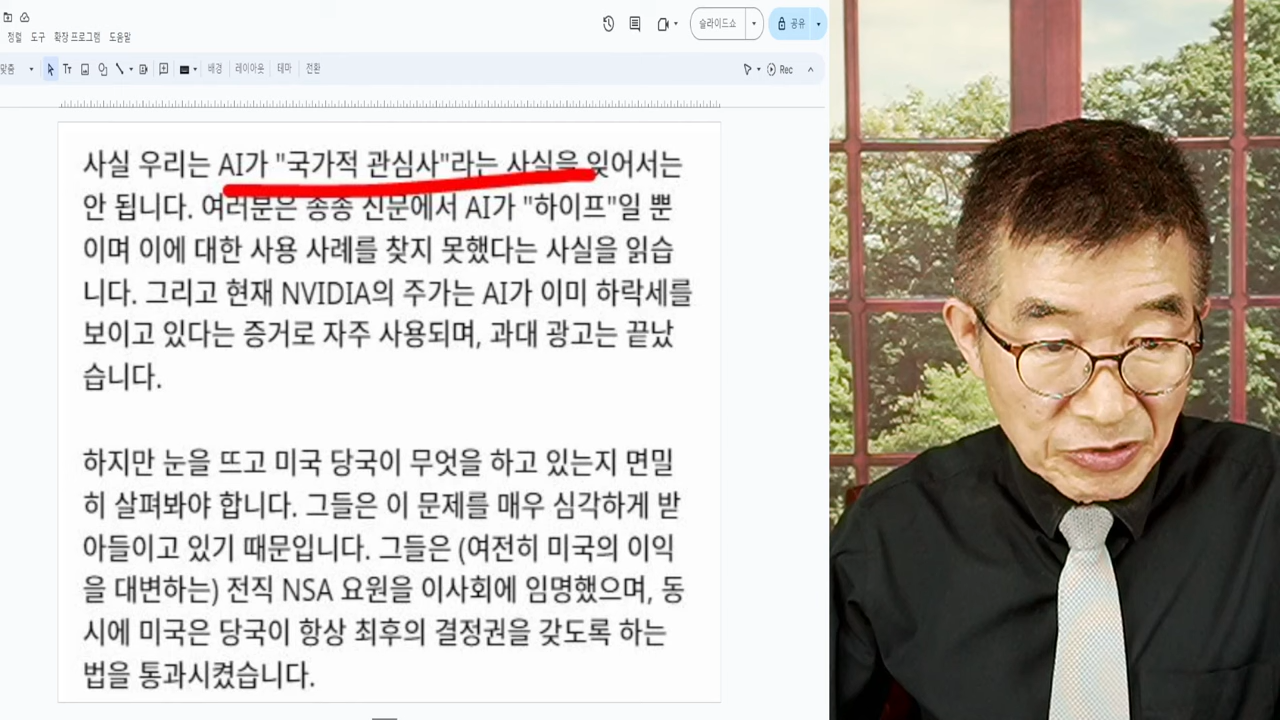 정렬 도구 확장 프로그램 도움말
슬라이드쇼
공유
맞춤
배경 레이아웃 테마 전환
Rec
사실 우리는 AI가 "국가적 관심사"라는 사실을 잊어서는
안 됩니다. 여러분은 종종 신문에서 AI가 "하이프"일 뿐
이며 이에 대한 사용 사례를 찾지 못했다는 사실을 읽습
니다. 그리고 현재 NVIDIA의 주가는 AI가 이미 하락세를
보이고 있다는 증거로 자주 사용되며, 과대 광고는 끝났
습니다.
하지만 눈을 뜨고 미국 당국이 무엇을 하고 있는지 면밀
히 살펴봐야 합니다. 그들은 이 문제를 매우 심각하게 받
아들이고 있기 때문입니다. 그들은 (여전히 미국의 이익
을 대변하는) 전직 NSA 요원을 이사회에 임명했으며, 동
시에 미국은 당국이 항상 최후의 결정권을 갖도록 하는
법을 통과시켰습니다.